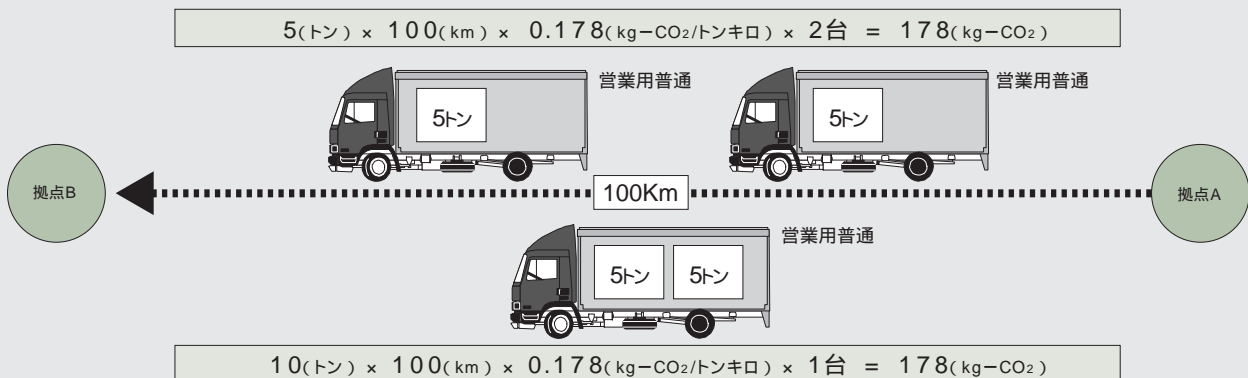 5(トン) × 100(km) × 0.178(kg−CO2/トンキロ) × 2台 = 178(kg−CO2)
営業用普通
営業用普通
5トン
5トン
拠点B
100Km
拠点A
営業用普通
5トン
5トン
10(トン) × 100(km) × 0.178(kg−CO2/トンキロ) × 1台 = 178(kg−CO2)